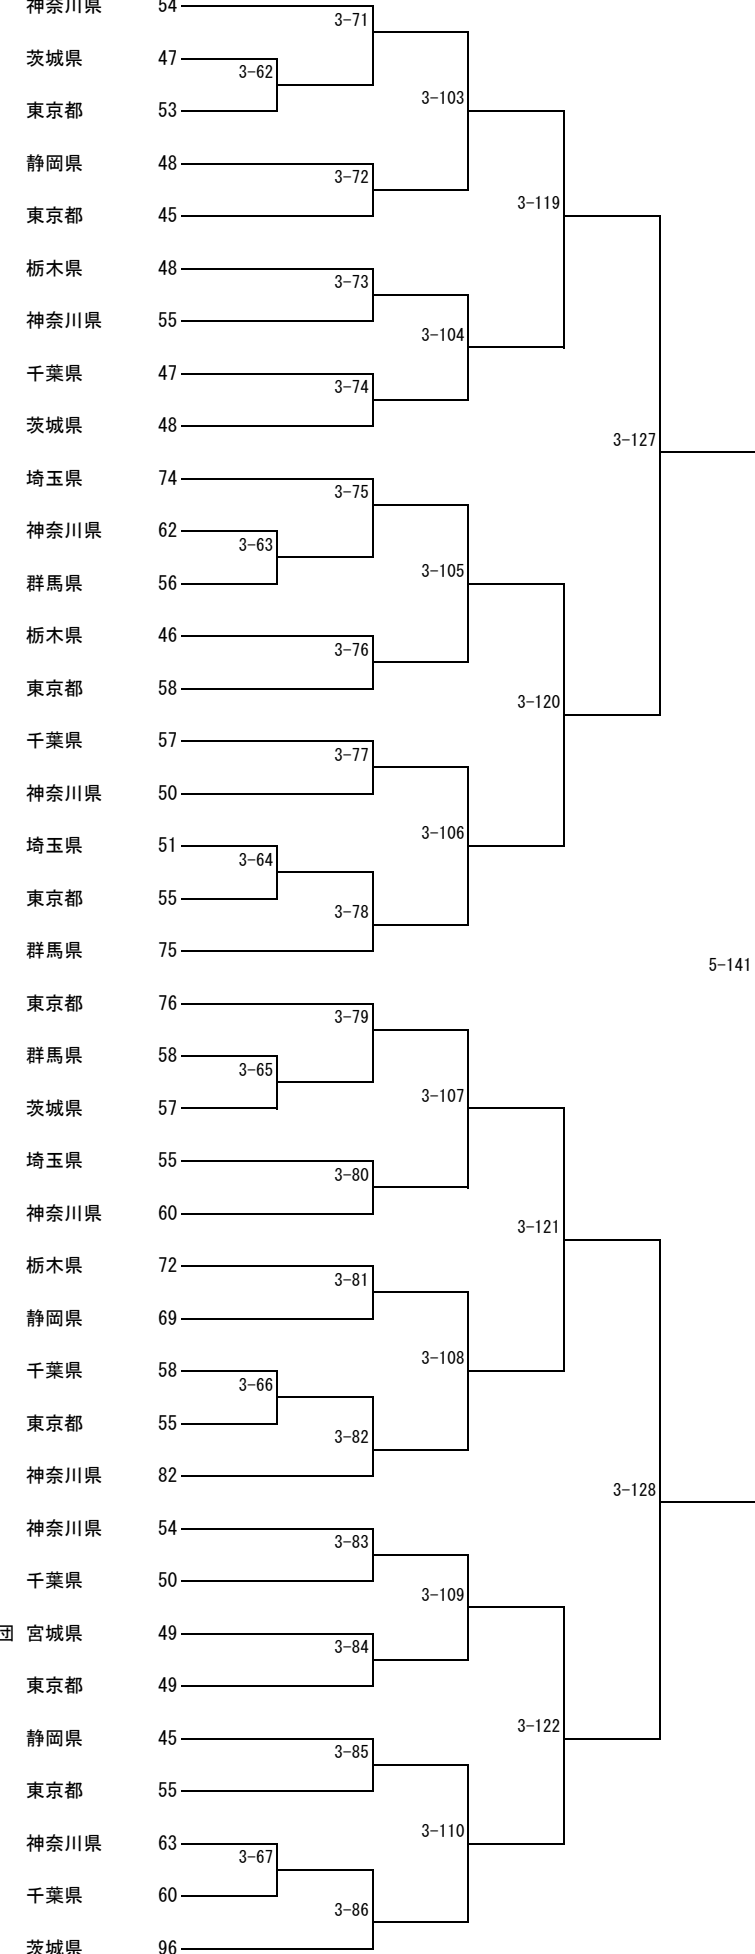 神奈川県 54
3-71
茨城県 47
3-62
3-103
東京都 53
静岡県 48
3-72
3-119
東京都 45
栃木県 48
3-73
神奈川県 55
3-104
千葉県 47
3-74
茨城県 48
3-127
埼玉県 74
3-75
神奈川県 62
3-63
3-105
群馬県 56
栃木県 46
3-76
東京都 58
3-120
千葉県 57
3-77
神奈川県 50
3-106
埼玉県 51
3-64
東京都 55
3-78
群馬県 75
5-141
東京都 76
3-79
群馬県 58
3-65
3-107
茨城県 57
埼玉県 55
3-80
神奈川県 60
3-121
栃木県 72
3-81
静岡県 69
3-108
千葉県 58
3-66
東京都 55
3-82
神奈川県 82
3-128
神奈川県 54
3-83
千葉県 50
3-109
団 宮城県 49
3-84
東京都 49
3-122
静岡県 45
3-85
東京都 55
3-110
神奈川県 63
3-67
千葉県 60
3-86
茨城県 96